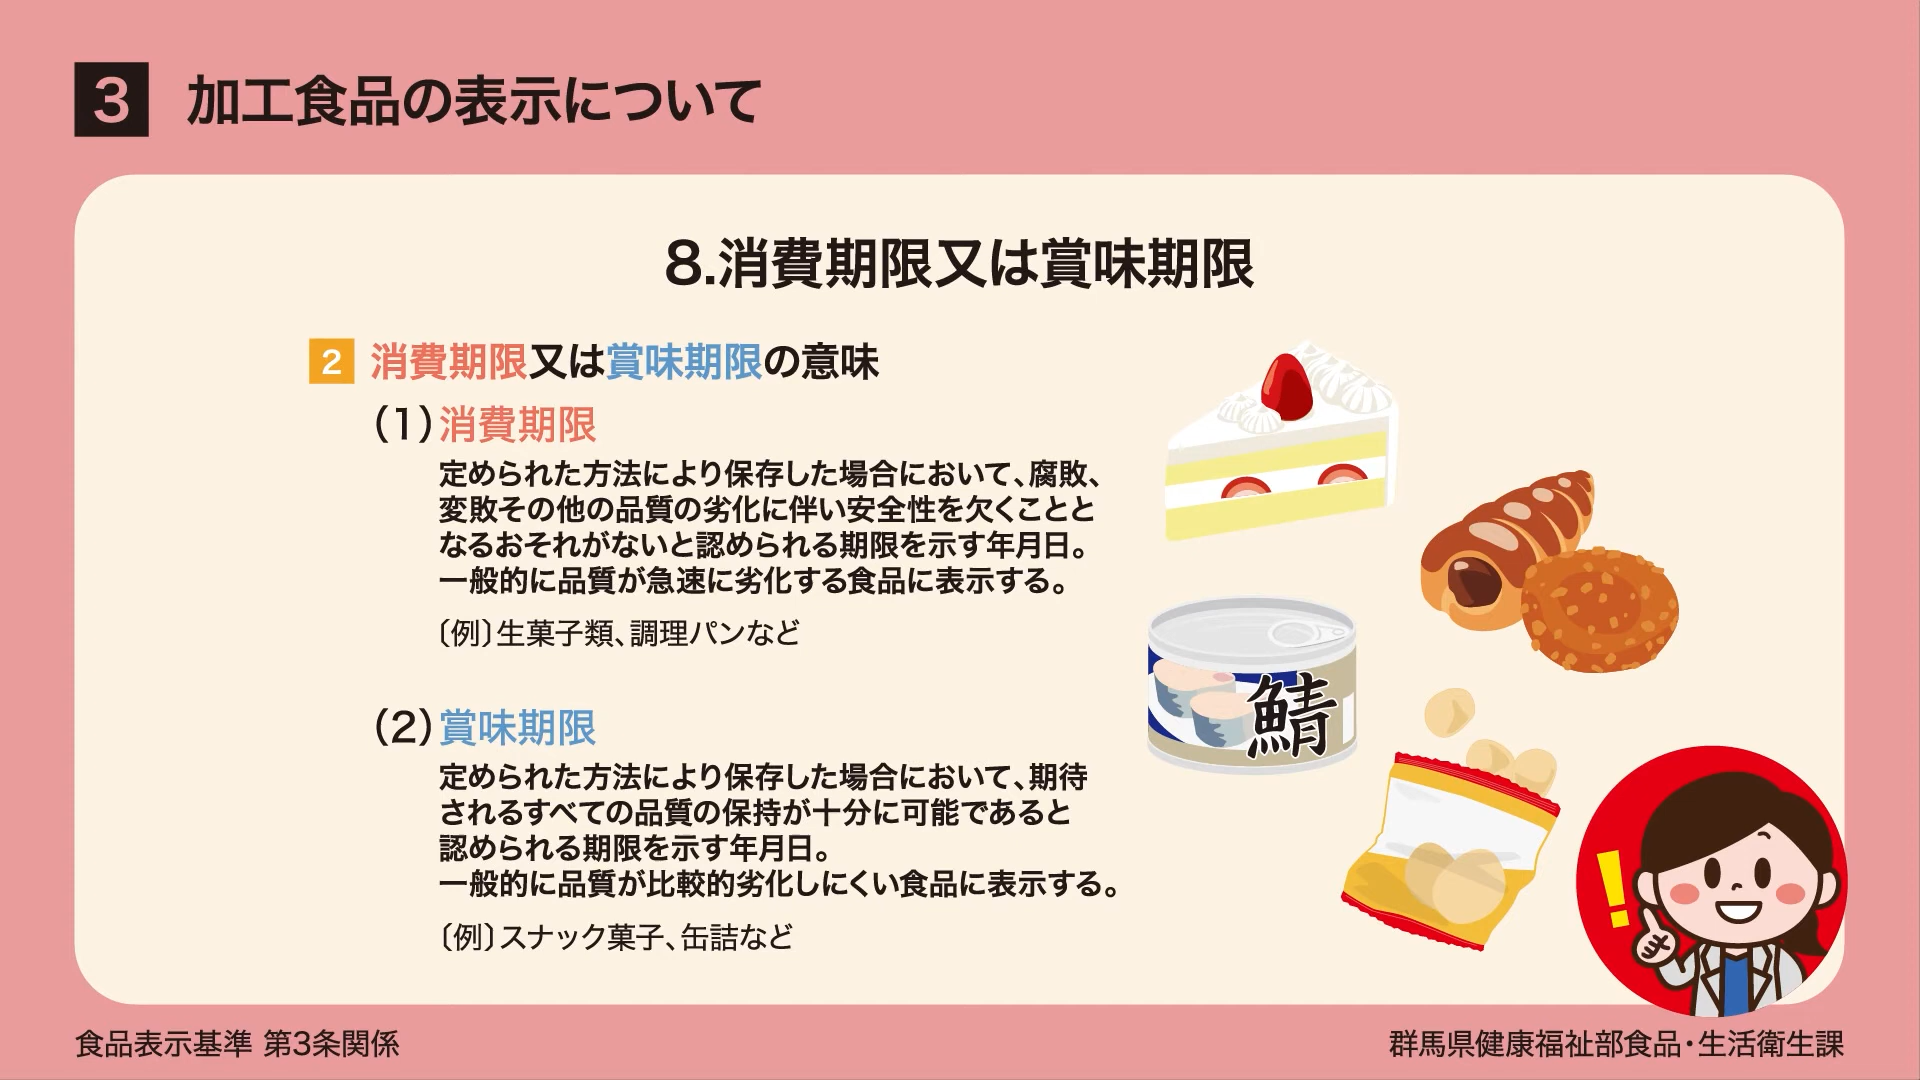 3 加工食品の表示について
8.消費期限又は賞味期限
2 消費期限又は賞味期限の意味
(1)消費期限
定められた方法により保存した場合において、腐敗、
変敗その他の品質の劣化に伴い安全性を欠くことと
なるおそれがないと認められる期限を示す年月日。
一般的に品質が急速に劣化する食品に表示する。
〔例〕生菓子類、調理パンなど
(2)賞味期限
定められた方法により保存した場合において、期待
されるすべての品質の保持が十分に可能であると
認められる期限を示す年月日。
一般的に品質が比較的劣化しにくい食品に表示する。
〔例〕スナック菓子、缶詰など
鯖
!
食品表示基準 第3条関係
群馬県健康福祉部食品・生活衛生課